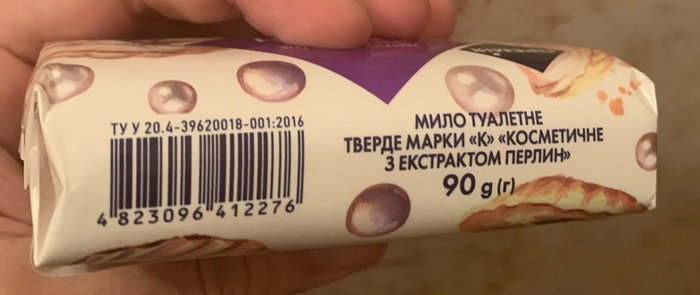 ТУ У 20.4-39620018-001:2016
4 823096 412276
МИЛО ТУАЛЕТНЕ
ТВЕРДЕ МАРКИ «К» «КОСМЕТИЧНЕ
З ЕКСТРАКТОМ ПЕРЛИН»
90 g (г)